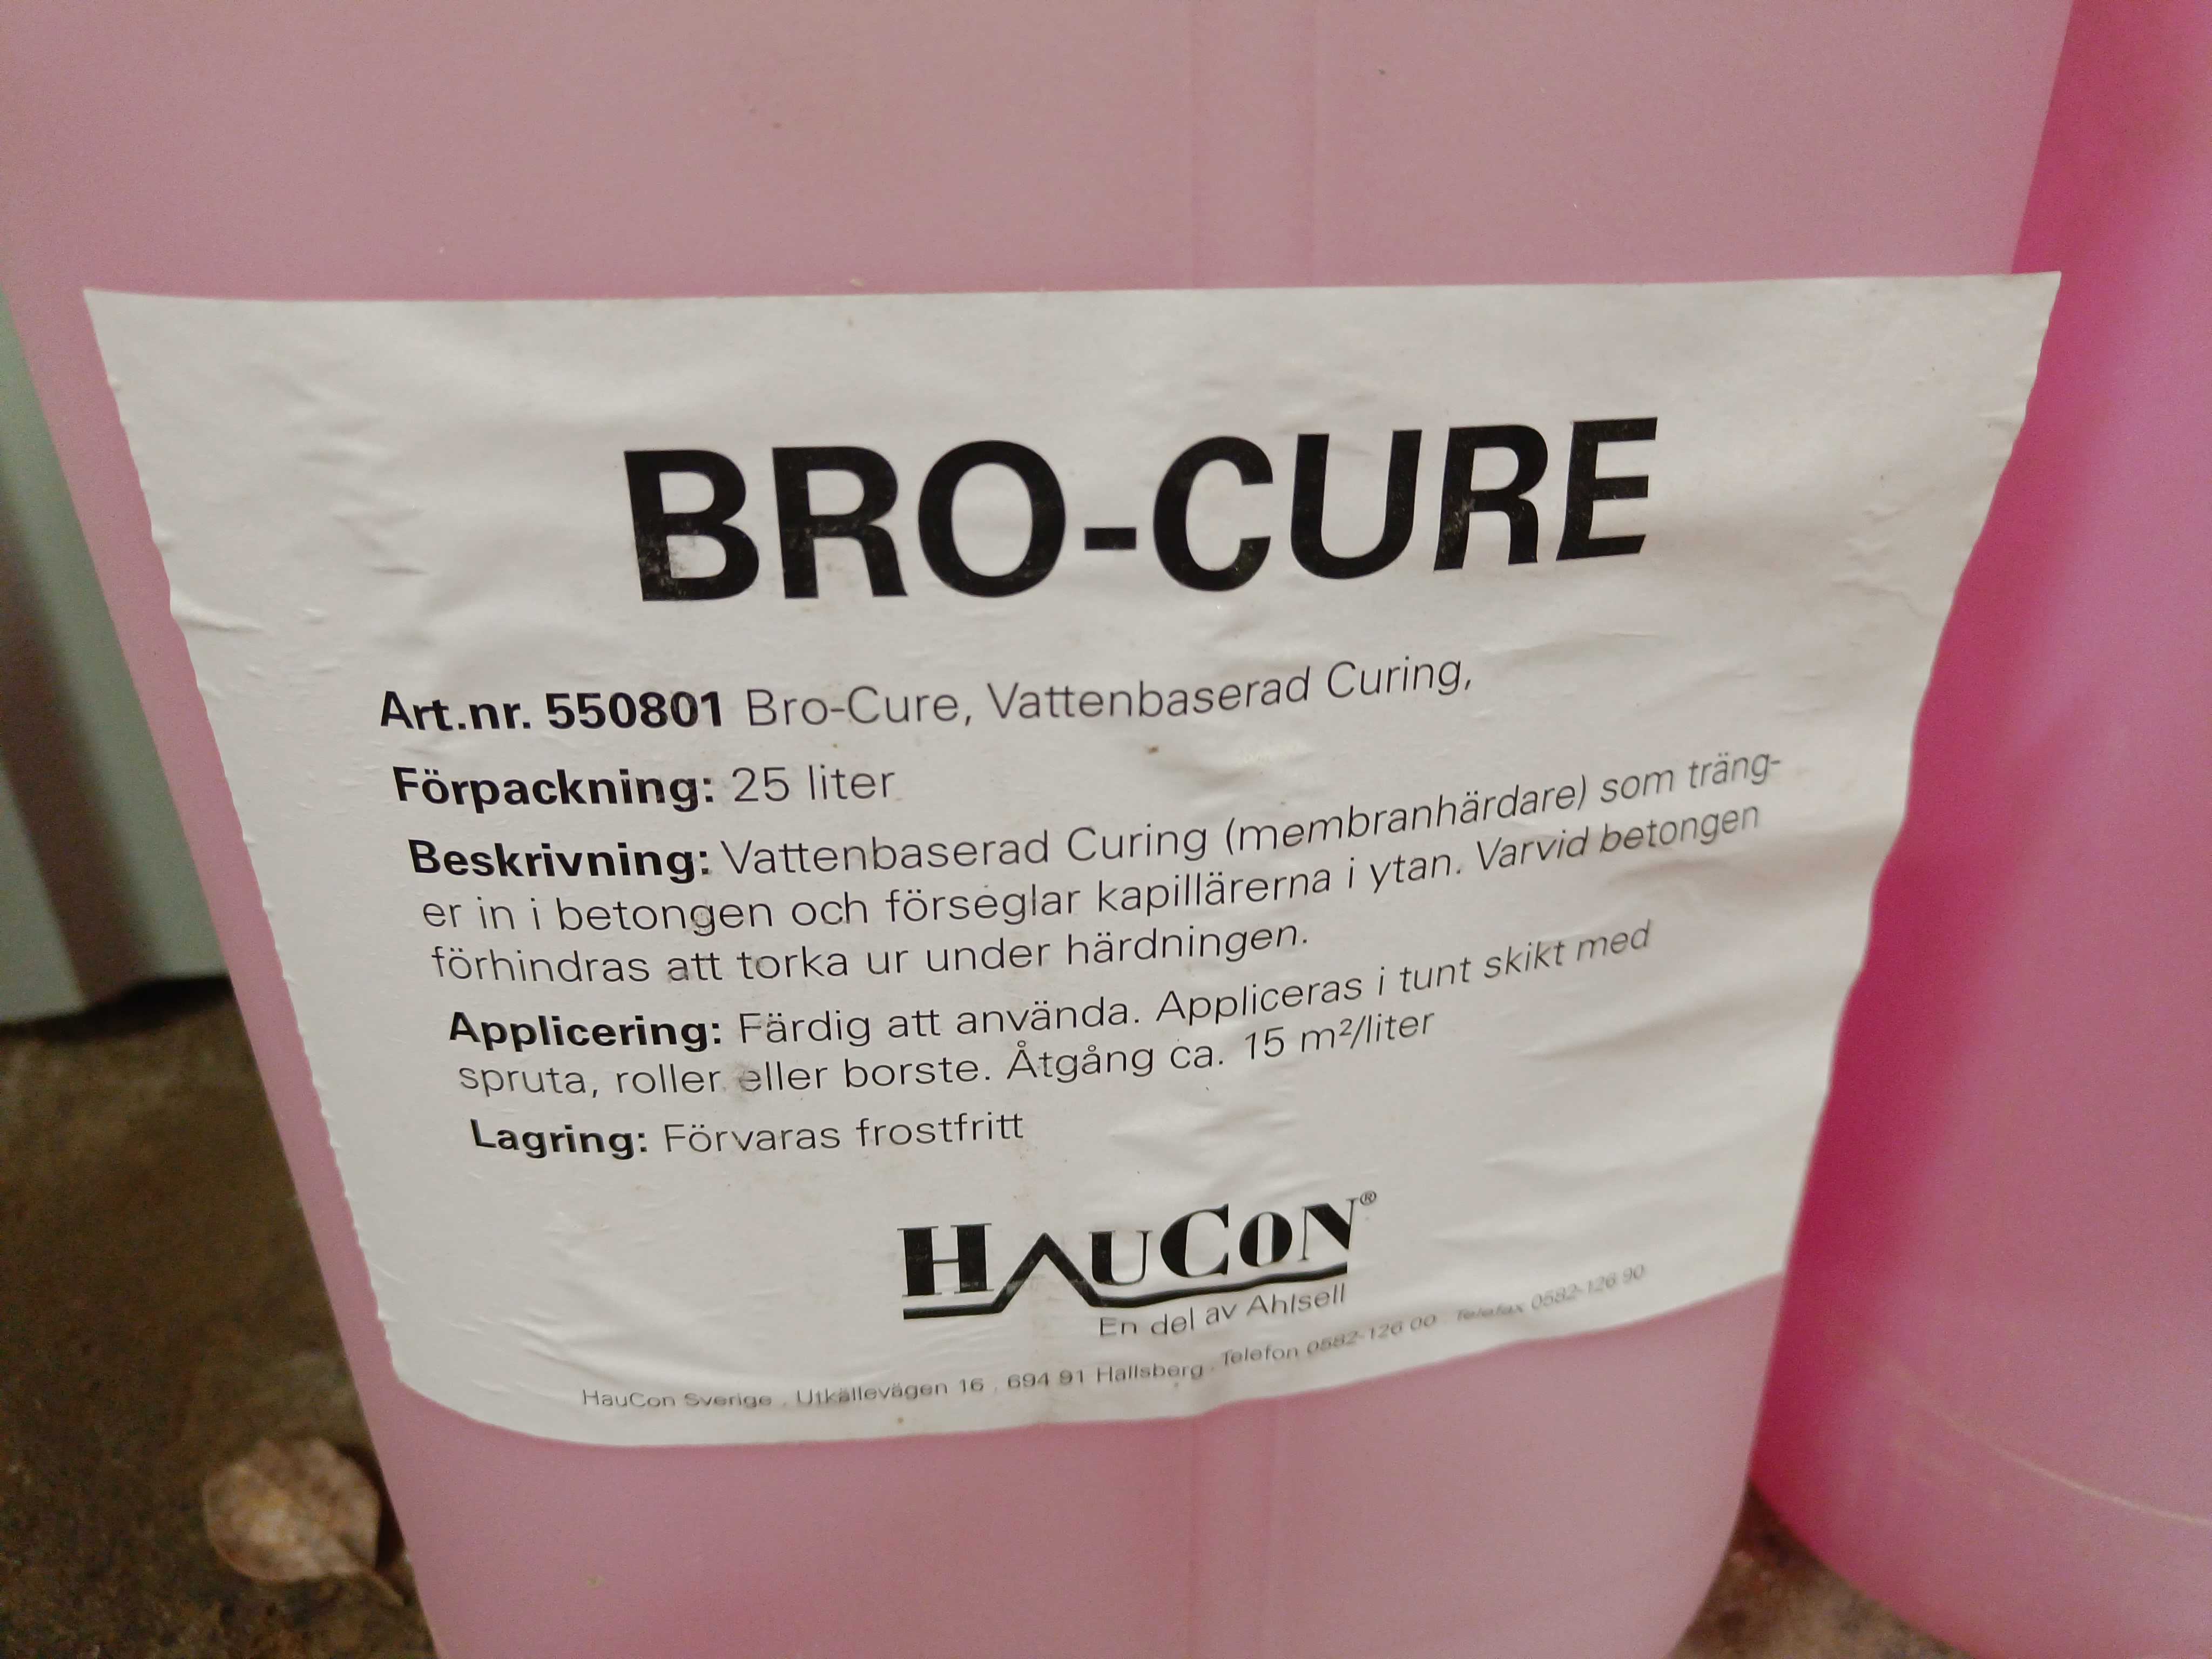 BRO-CURE
Art.nr. 550801 Bro-Cure, Vattenbaserad Curing,
Förpackning: 25 liter
Beskrivning: Vattenbaserad Curing (membranhärdare) som träng-
er in i betongen och förseglar kapillärerna i ytan. Varvid betongen
förhindras att torka ur under härdningen.
Applicering: Färdig att använda. Appliceras i tunt skikt med
spruta, roller eller borste. Åtgång ca. 15 m²/liter
Lagring: Förvaras frostfritt
HAUCON®
En del av Ahlsell
HauCon Sverige . Utkällevägen 16 . 694 91 Hallsberg . Telefon 0582-126 00 . Telefax 0582-126 90